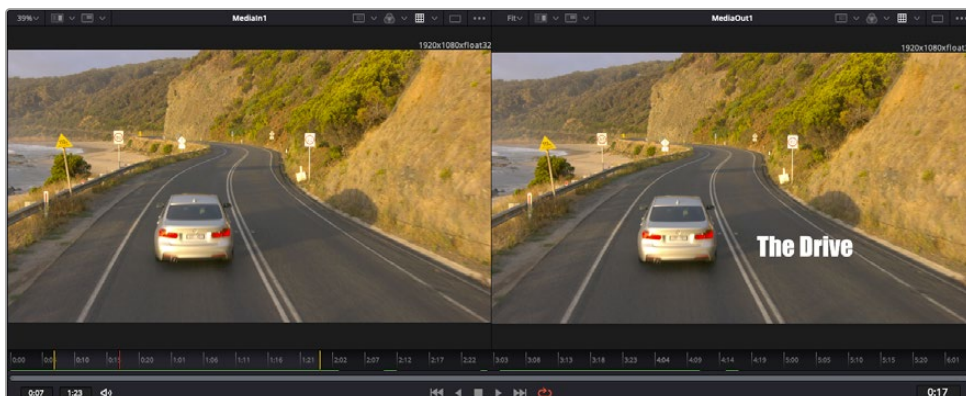 39% MediaIn1 Fit MediaOut1
1920x1080xfloat32 1920x1080xfloat32
The Drive
0:00 0:10 0:20 1:01 1:06 1:11 1:16 1:21 2:02 2:07 2:12 2:17 2:22 3:03 3:08 3:13 3:18 3:23 4:04 4:09 4:14 4:19 5:00 5:05 5:10 5:15 5:20 6:01
0:07 1:23 0:17